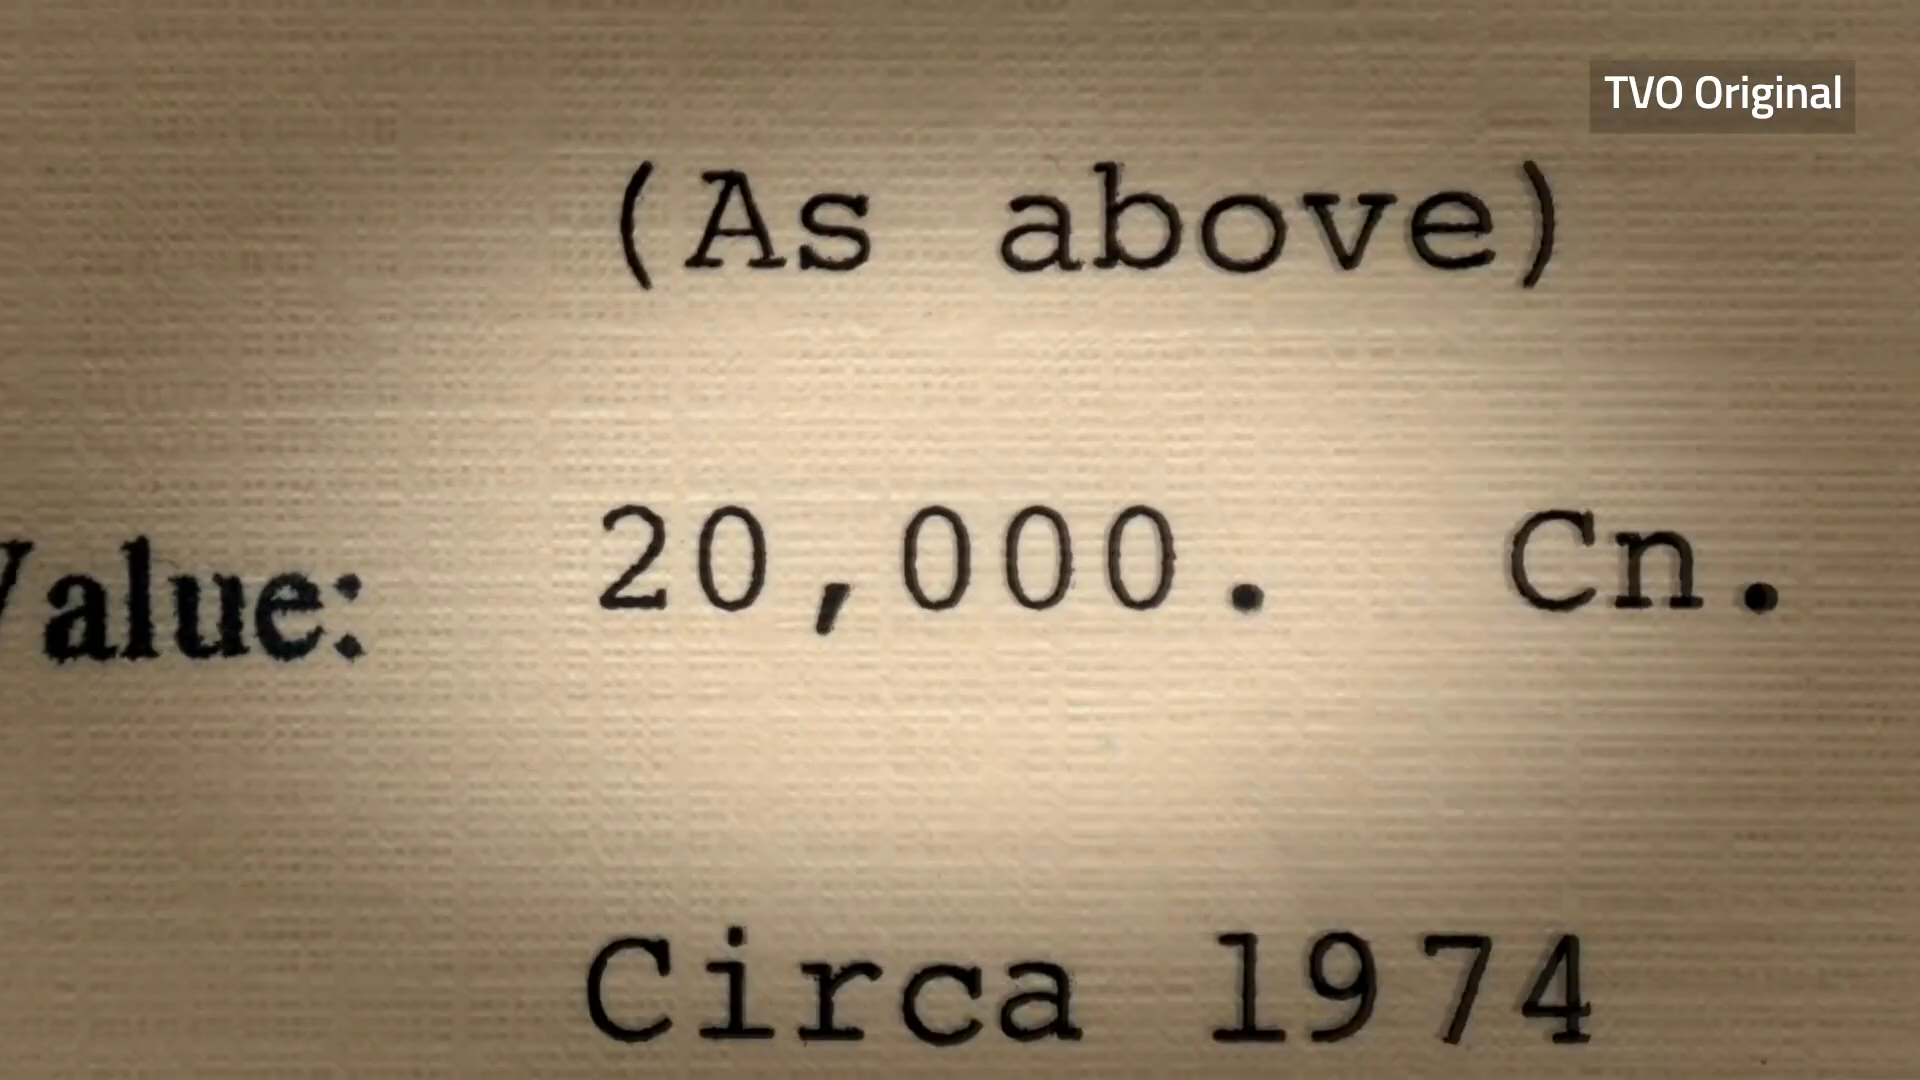 TVO Original
(As above)
Value: 20,000. Cn.
Circa 1974